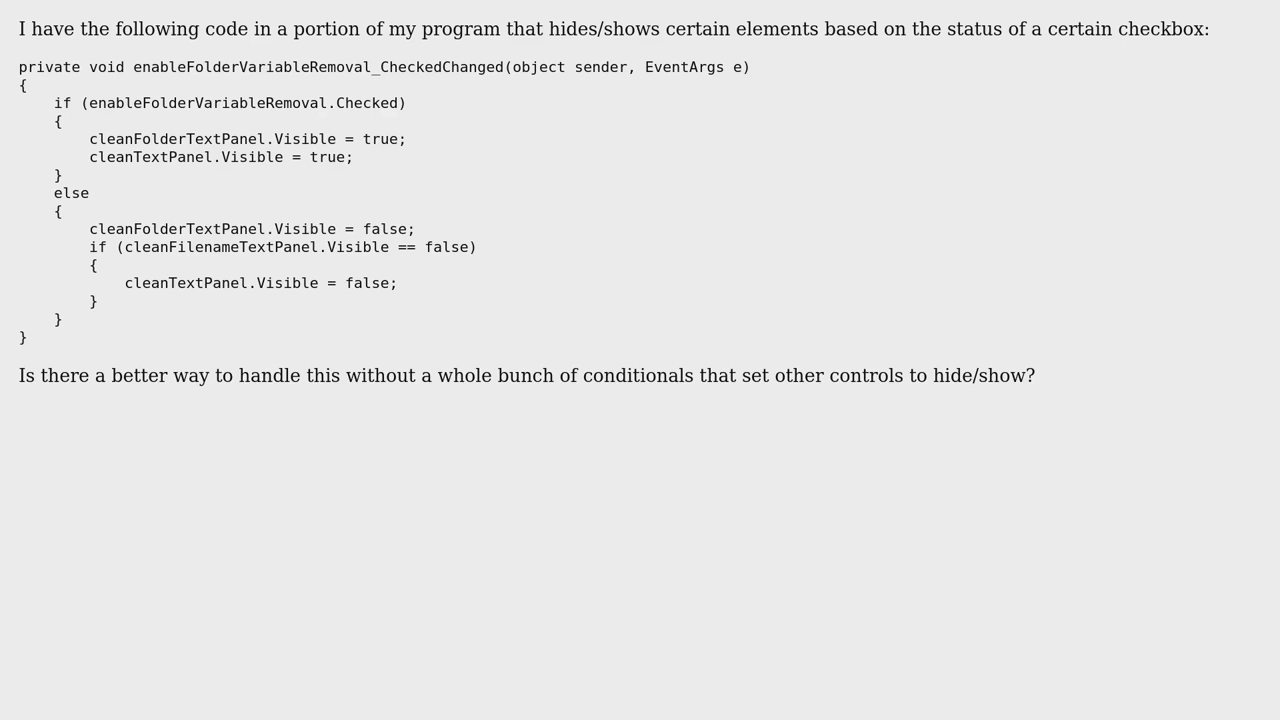 I have the following code in a portion of my program that hides/shows certain elements based on the status of a certain checkbox:
private void enableFolderVariableRemoval_CheckedChanged(object sender, EventArgs e)
{
    if (enableFolderVariableRemoval.Checked)
    {
        cleanFolderTextPanel.Visible = true;
        cleanTextPanel.Visible = true;
    }
    else
    {
        cleanFolderTextPanel.Visible = false;
        if (cleanFilenameTextPanel.Visible == false)
        {
            cleanTextPanel.Visible = false;
        }
    }
}
Is there a better way to handle this without a whole bunch of conditionals that set other controls to hide/show?